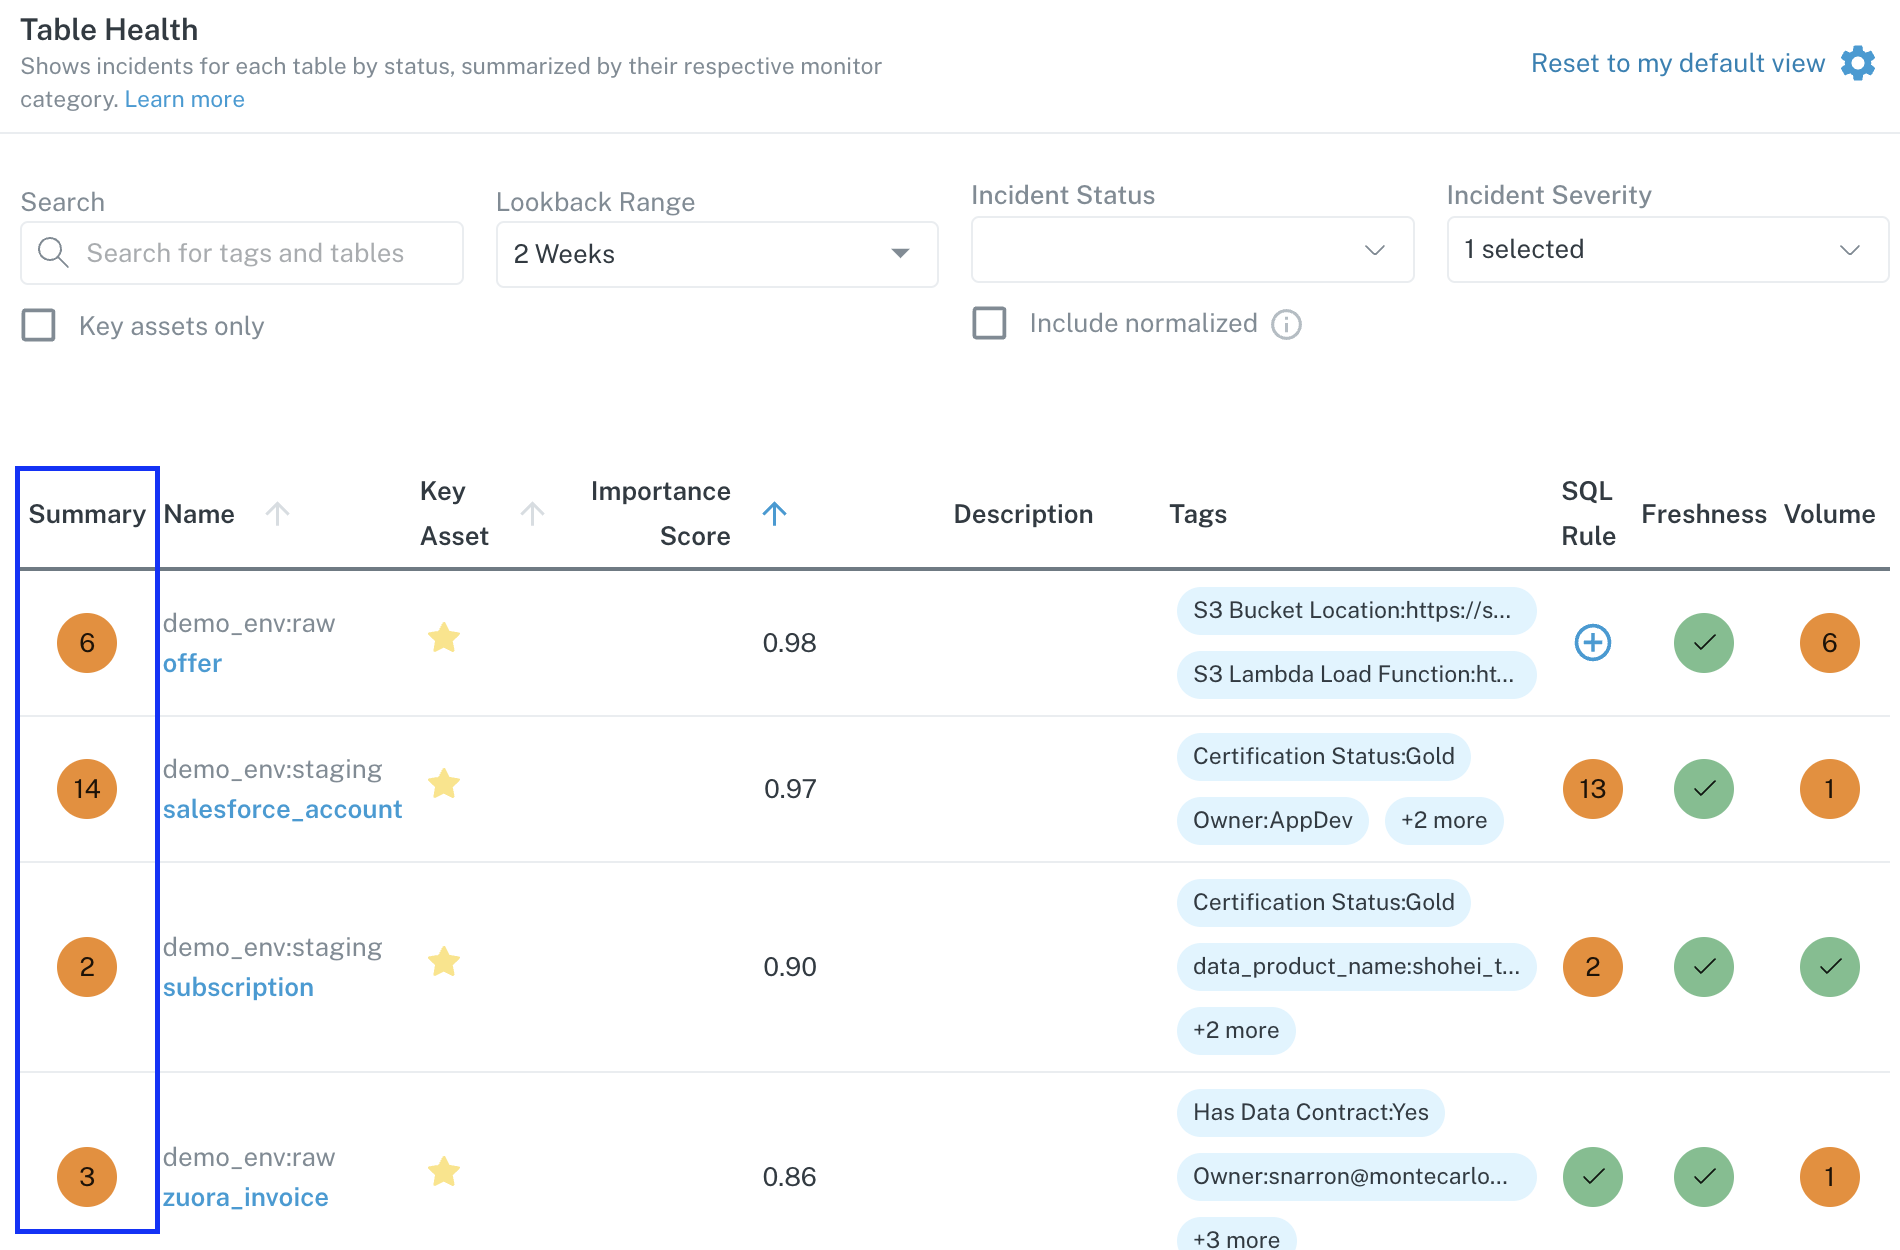 Table Health
Shows incidents for each table by status, summarized by their respective monitor
category. Learn more
Reset to my default view
Search
Search for tags and tables
Key assets only
Lookback Range
2 Weeks
Incident Status
Include normalized
Incident Severity
1 selected
Summary Name Key Asset Importance Score Description Tags SQL Rule Freshness Volume
6
demo_env:raw
offer
0.98
S3 Bucket Location:https://s...
S3 Lambda Load Function:ht...
6
14
demo_env:staging
salesforce_account
0.97
Certification Status:Gold
Owner:AppDev +2 more
13
1
2
demo_env:staging
subscription
0.90
Certification Status:Gold
data_product_name:shohei_t...
+2 more
2
3
demo_env:raw
zuora_invoice
0.86
Has Data Contract:Yes
Owner:snarron@montecarlo...
+3 more
1